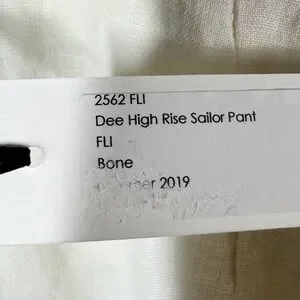 2562 FLI
Dee High Rise Sailor Pant
FLI
Bone
2019